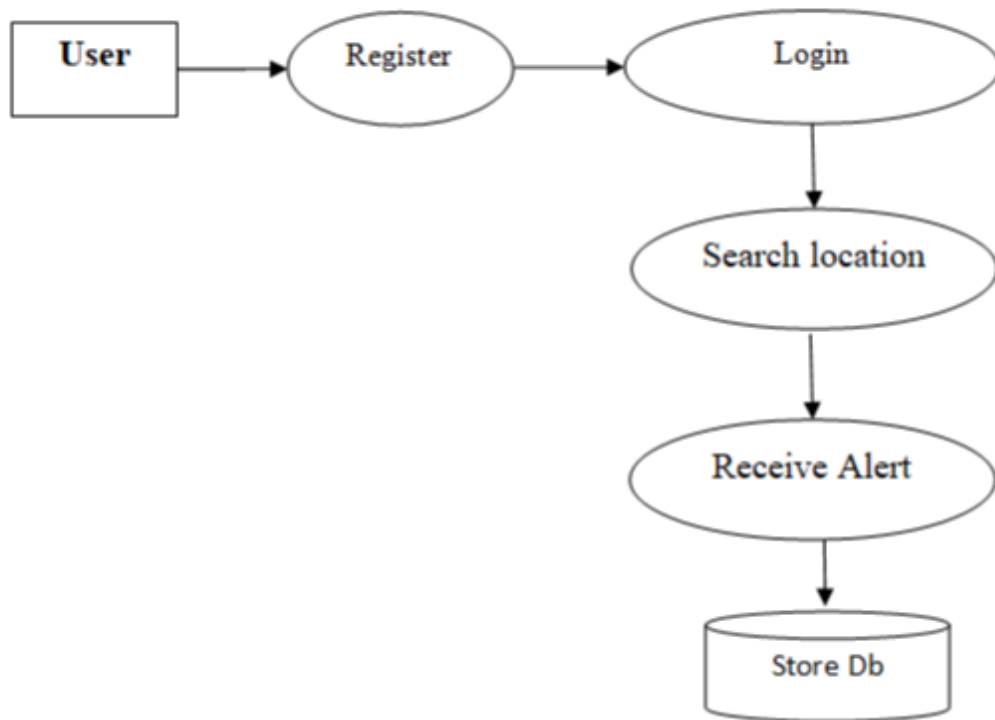 User
Register
Login
Search location
Receive Alert
Store Db